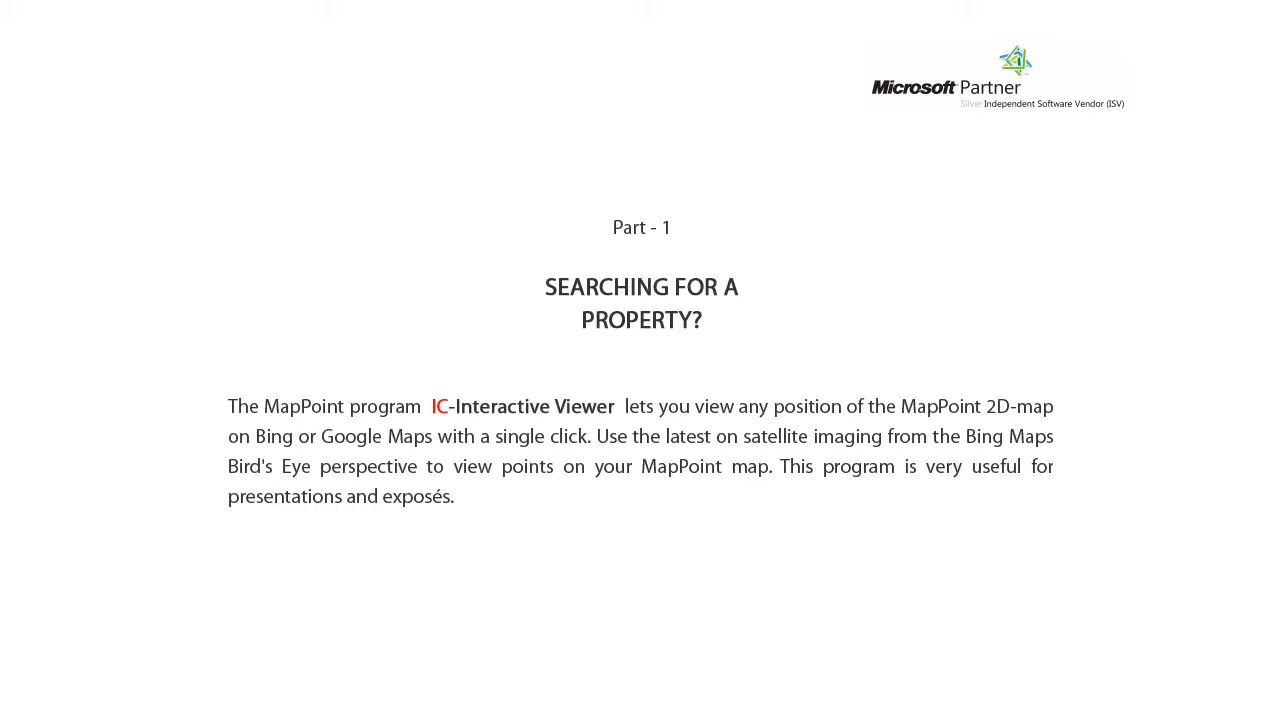 Microsoft Partner
Silver Independent Software Vendor (ISV)
Part - 1
SEARCHING FOR A
PROPERTY?
The MapPoint program IC-Interactive Viewer lets you view any position of the MapPoint 2D-map
on Bing or Google Maps with a single click. Use the latest on satellite imaging from the Bing Maps
Bird's Eye perspective to view points on your MapPoint map. This program is very useful for
presentations and exposés.